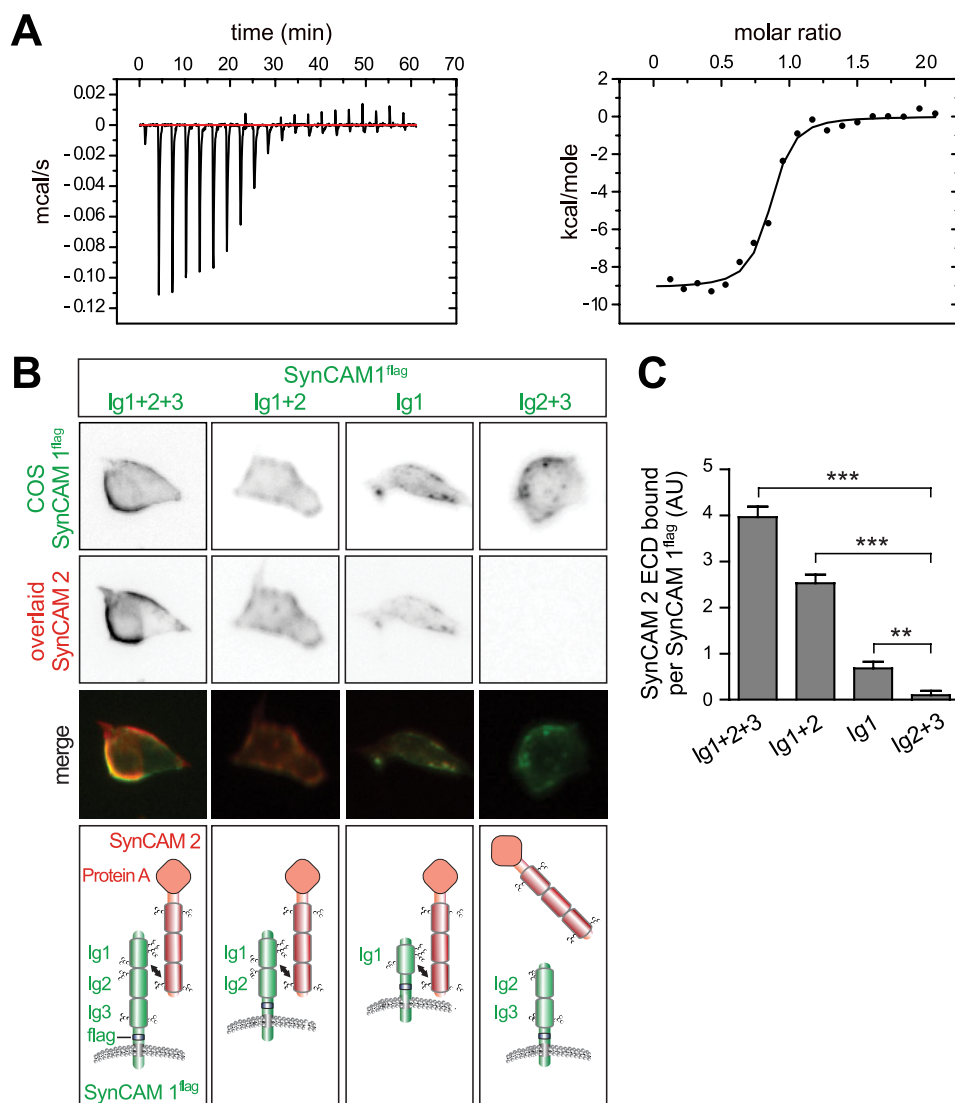 A
time (min)
0 10 20 30 40 50 60 70
0.02
0
-0.02
-0.04
-0.06
-0.08
-0.10
-0.12
mcal/s
molar ratio
0 0.5 1.0 1.5 20
2
0
-2
-4
-6
-8
-10
kcal/mole
B
SynCAM1flag
Ig1+2+3 Ig1+2 Ig1 Ig2+3
COS
SynCAM 1flag
overlaid
SynCAM 2
merge
SynCAM 2
Protein A
Ig1
Ig2
Ig3
flag
SynCAM 1flag
Ig1
Ig2
Ig1
Ig2
Ig3
C
SynCAM 2 ECD bound
per SynCAM 1flag (AU)
5
4
3
2
1
0
***
***
**
Ig1+2+3
Ig1+2
Ig1
Ig2+3